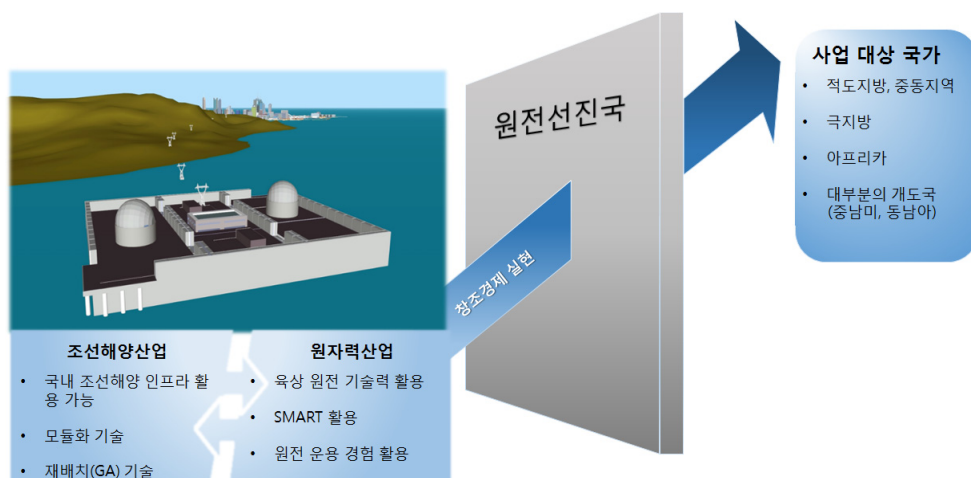 사업 대상 국가
• 적도지방, 중동지역
• 극지방
• 아프리카
• 대부분의 개도국
(중남미, 동남아)
원전선진국
창조경제 실현
조선해양산업
• 국내 조선해양 인프라 활
용 가능
• 모듈화 기술
• 재배치(GA) 기술
원자력산업
• 육상 원전 기술력 활용
• SMART 활용
• 원전 운용 경험 활용